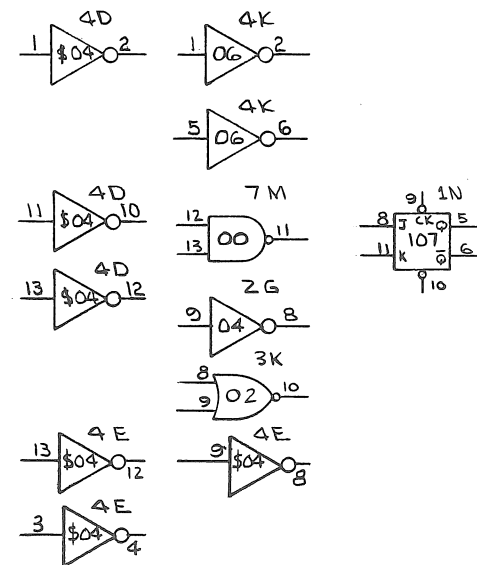 4D 4K
1 $04 2 1 06 2
4K
5 06 6
4D 7M 9 1N
11 $04 10 12 13 00 11 8 J CK Q 5
107
11 K Q̅ 6
10
4D 2G
13 $04 12 9 04 8
3K
8 9 02 10
4E 4E
13 $04 12 9 $04 8
4E
3 $04 4